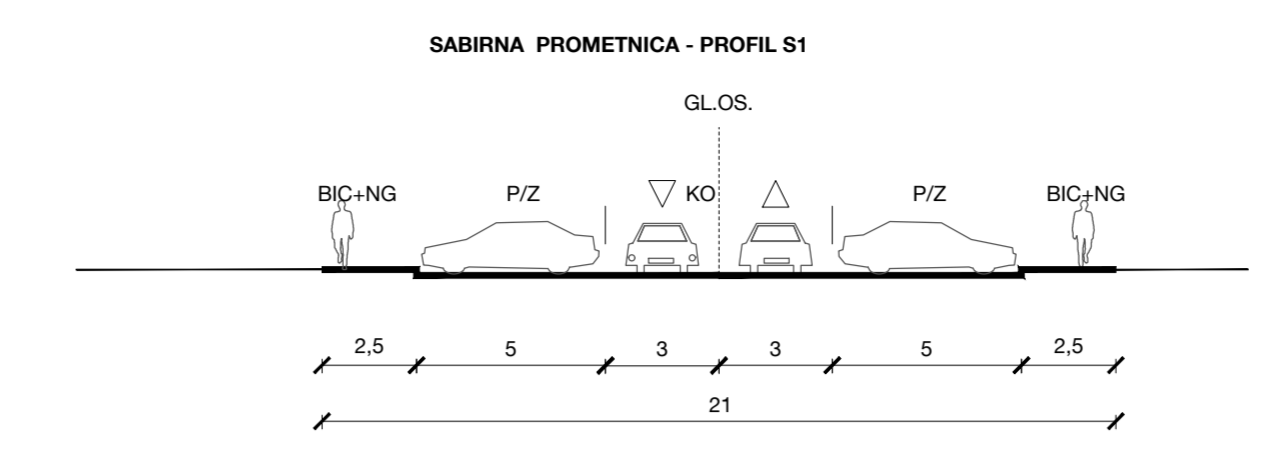 SABIRNA PROMETNICA - PROFIL S1
GL.OS.
BIC+NG P/Z KO P/Z BIC+NG
2,5 5 3 3 5 2,5
21